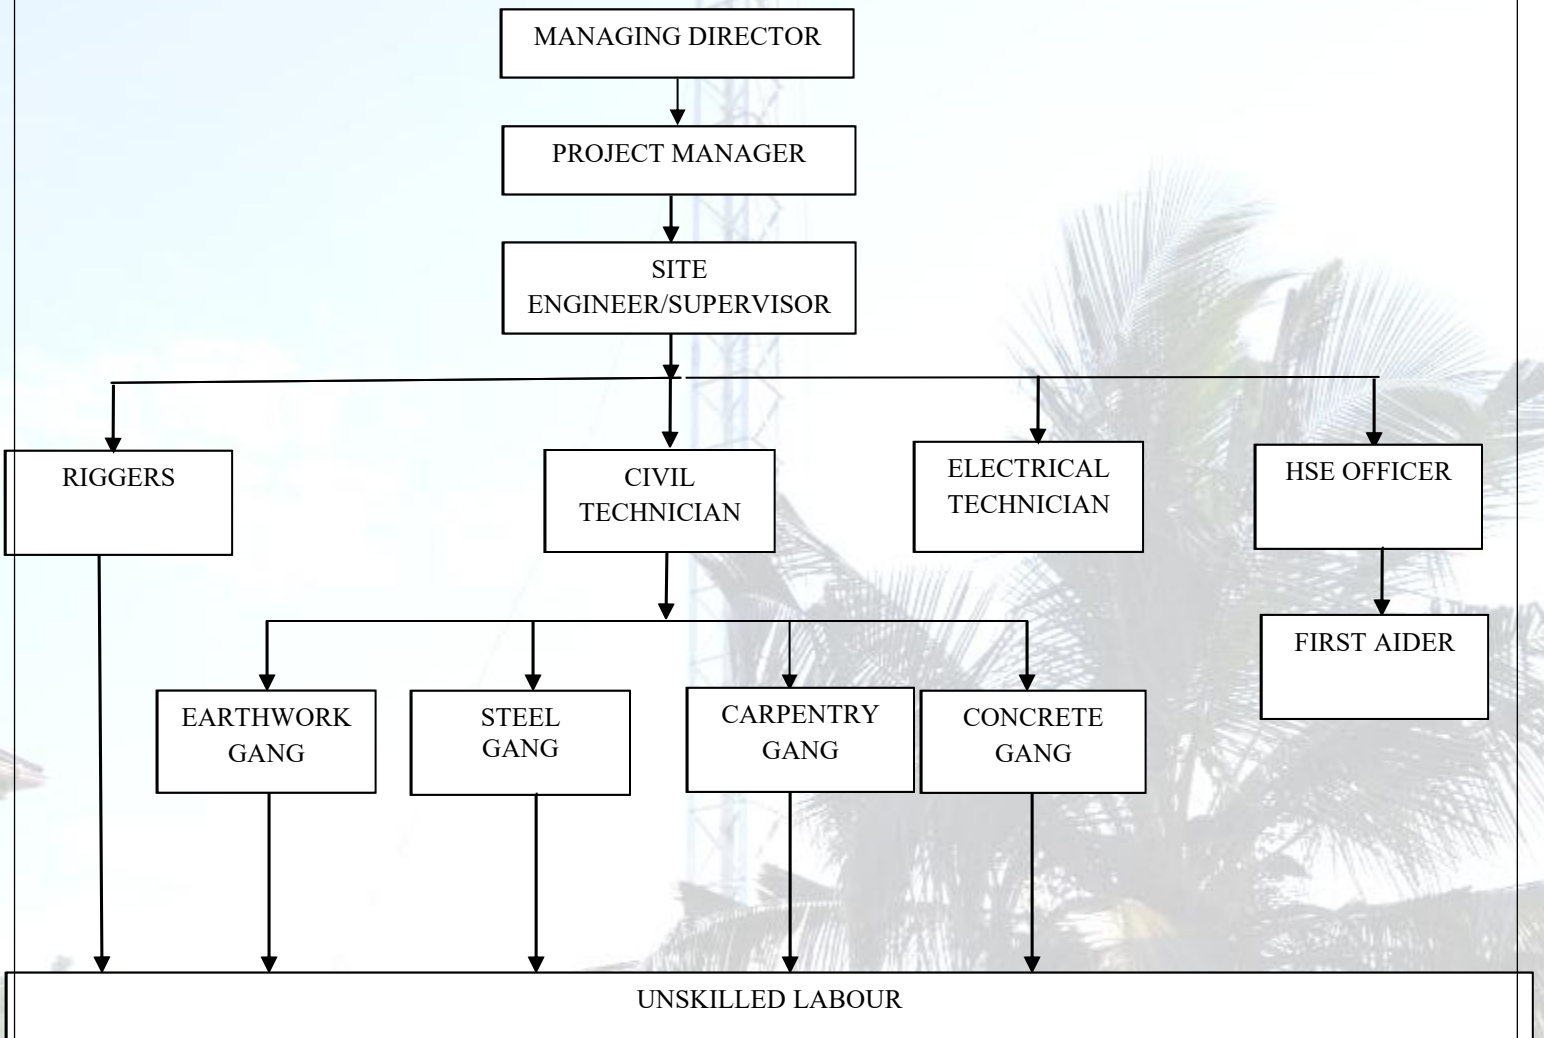 MANAGING DIRECTOR
PROJECT MANAGER
SITE
ENGINEER/SUPERVISOR
RIGGERS
CIVIL
TECHNICIAN
ELECTRICAL
TECHNICIAN
HSE OFFICER
FIRST AIDER
EARTHWORK
GANG
STEEL
GANG
CARPENTRY
GANG
CONCRETE
GANG
UNSKILLED LABOUR